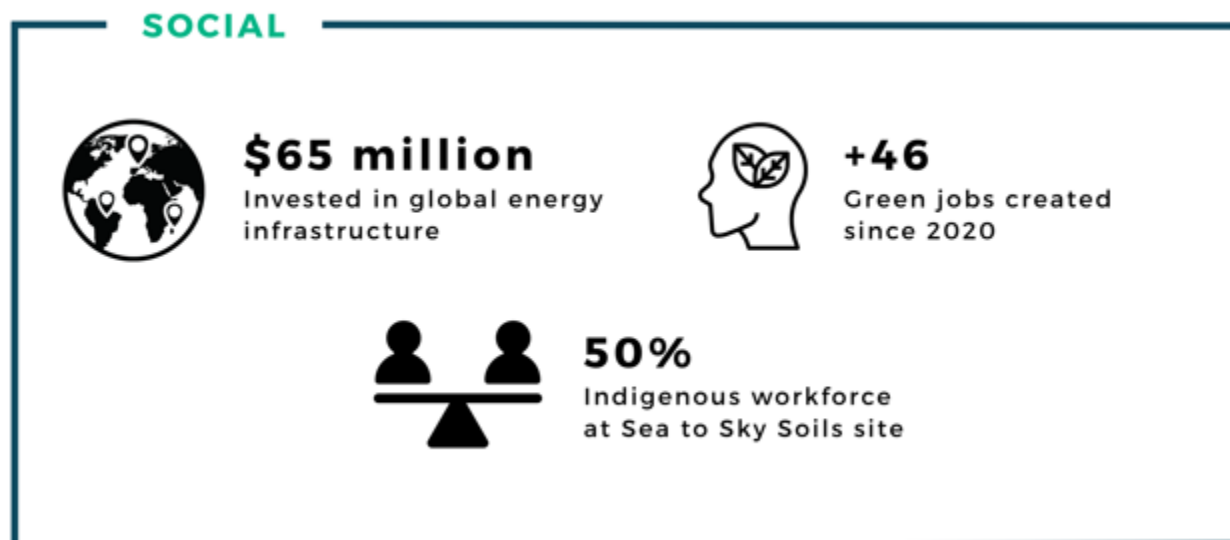 SOCIAL
$65 million
Invested in global energy
infrastructure
+46
Green jobs created
since 2020
50%
Indigenous workforce
at Sea to Sky Soils site